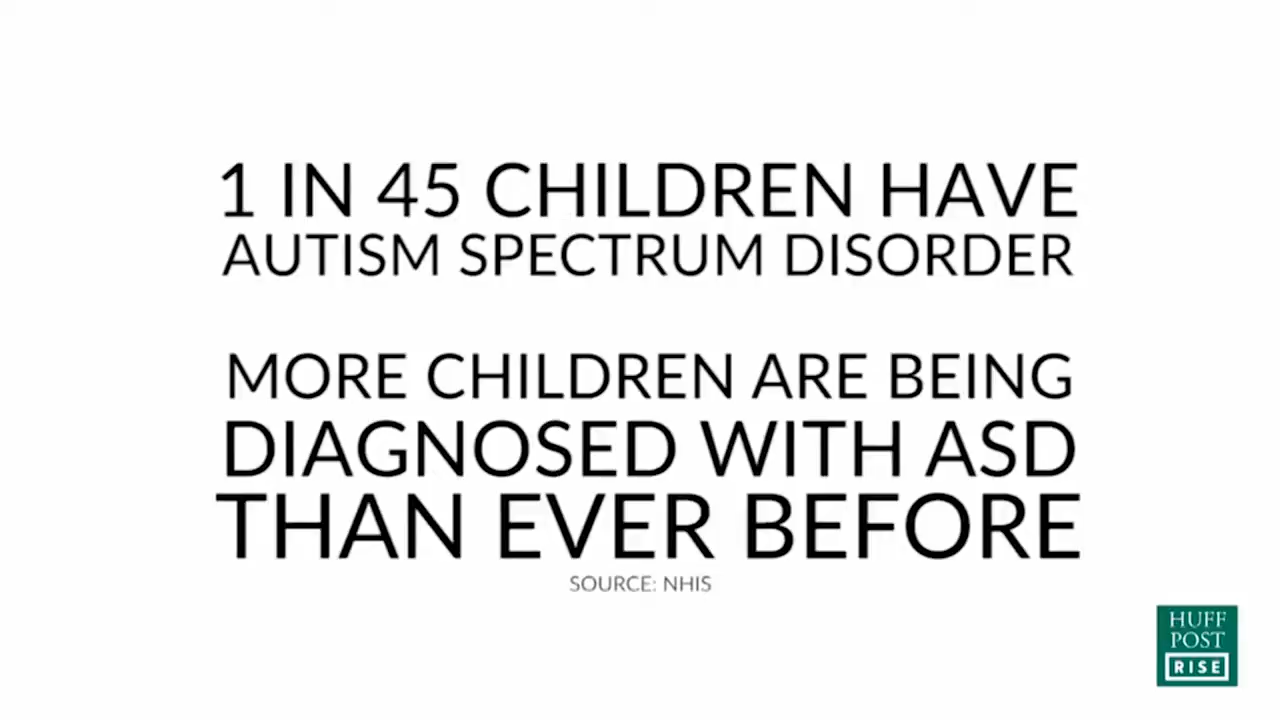 1 IN 45 CHILDREN HAVE
AUTISM SPECTRUM DISORDER
MORE CHILDREN ARE BEING
DIAGNOSED WITH ASD
THAN EVER BEFORE
SOURCE: NHIS
HUFF
POST
RISE